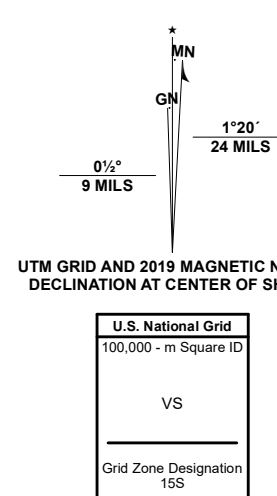 ★
MN
GN
1°20´
24 MILS
0½°
9 MILS
UTM GRID AND 2019 MAGNETIC N
DECLINATION AT CENTER OF SH
U.S. National Grid
100,000 - m Square ID
VS
Grid Zone Designation
15S